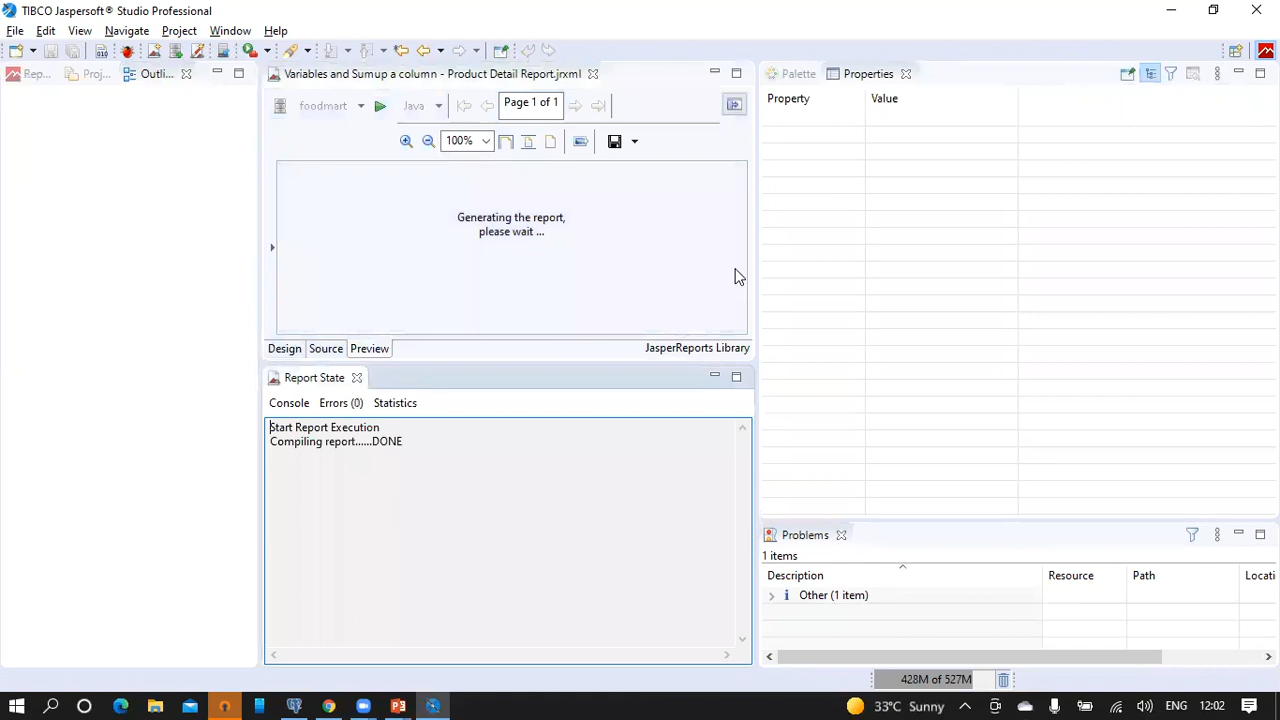 TIBCO Jaspersoft® Studio Professional
File Edit View Navigate Project Window Help
Rep... Proj... Outli...
Variables and Sumup a column - Product Detail Report.jrxml
Palette Properties
foodmart Java Page 1 of 1
100%
Property Value
Generating the report,
please wait ...
Design Source Preview JasperReports Library
Report State
Console Errors (0) Statistics
Start Report Execution
Compiling report......DONE
Problems
1 items
Description Resource Path Locati
Other (1 item)
428M of 527M
33°C Sunny ENG 12:02